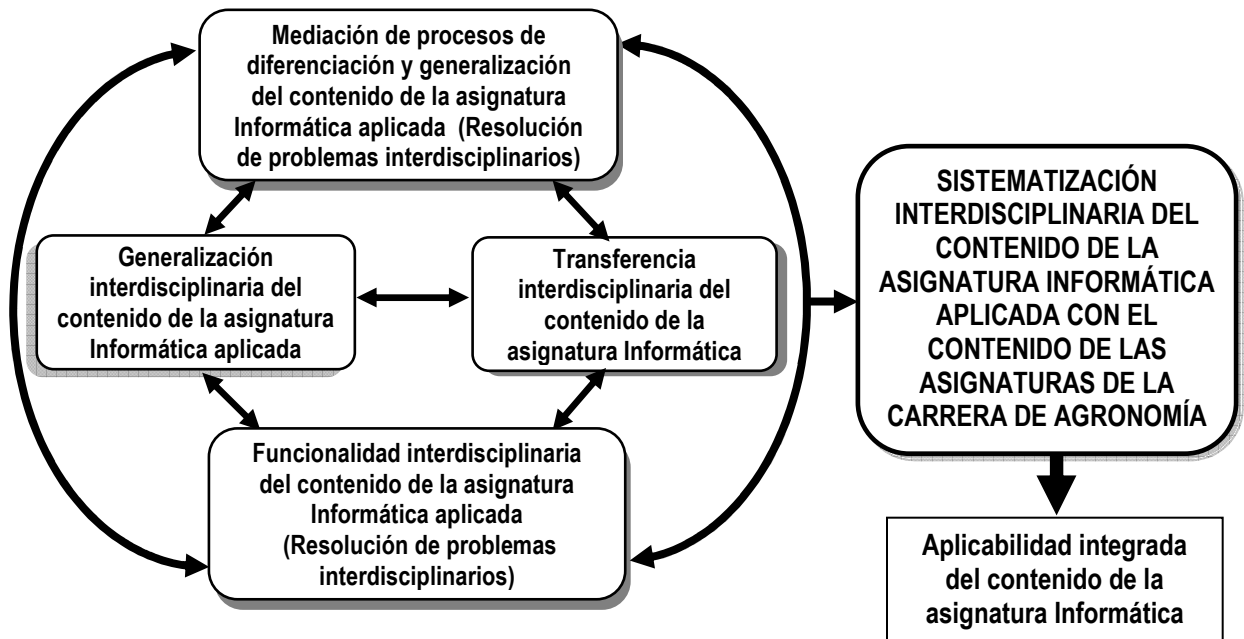 Mediación de procesos de
diferenciación y generalización
del contenido de la asignatura
Informática aplicada (Resolución
de problemas interdisciplinarios)
Generalización
interdisciplinaria del
contenido de la asignatura
Informática aplicada
Transferencia
interdisciplinaria del
contenido de la
asignatura Informática
Funcionalidad interdisciplinaria
del contenido de la asignatura
Informática aplicada
(Resolución de problemas
interdisciplinarios)
SISTEMATIZACIÓN
INTERDISCIPLINARIA DEL
CONTENIDO DE LA
ASIGNATURA INFORMÁTICA
APLICADA CON EL
CONTENIDO DE LAS
ASIGNATURAS DE LA
CARRERA DE AGRONOMÍA
Aplicabilidad integrada
del contenido de la
asignatura Informática